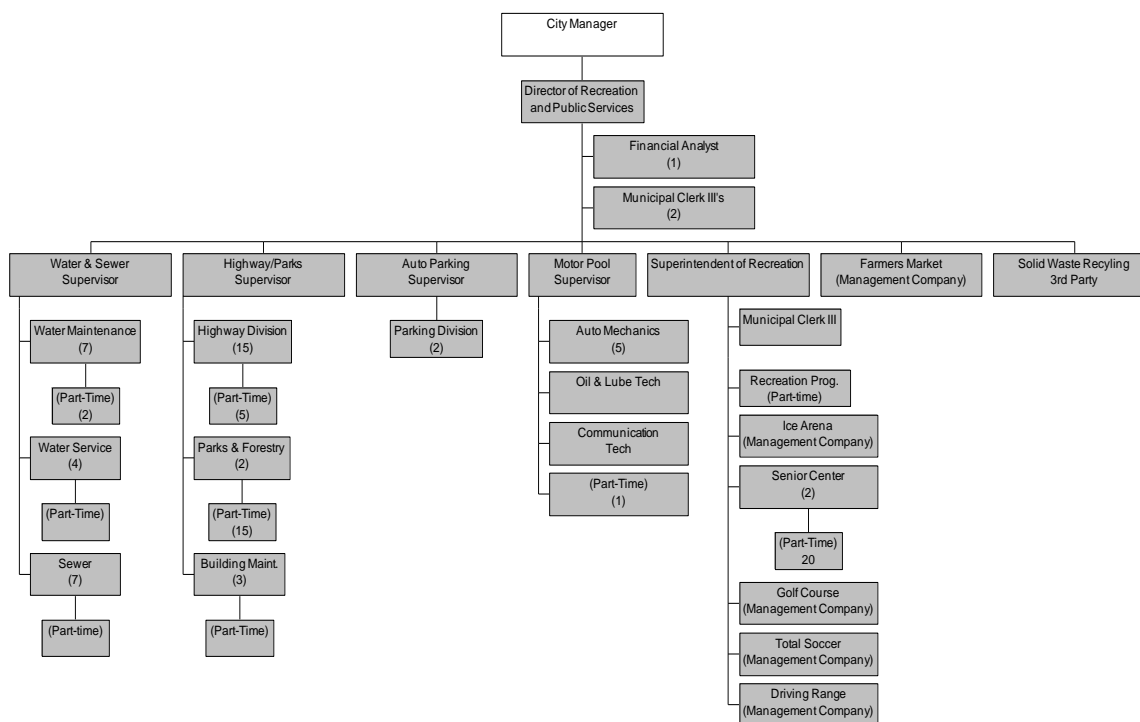 City Manager
Director of Recreation
and Public Services
Financial Analyst
(1)
Municipal Clerk III's
(2)
Water & Sewer
Supervisor
Highway/Parks
Supervisor
Auto Parking
Supervisor
Motor Pool
Supervisor
Superintendent of Recreation
Farmers Market
(Management Company)
Solid Waste Recyling
3rd Party
Water Maintenance
(7)
(Part-Time)
(2)
Water Service
(4)
(Part-Time)
Sewer
(7)
(Part-time)
Highway Division
(15)
(Part-Time)
(5)
Parks & Forestry
(2)
(Part-Time)
(15)
Building Maint.
(3)
(Part-Time)
Parking Division
(2)
Auto Mechanics
(5)
Oil & Lube Tech
Communication
Tech
(Part-Time)
(1)
Municipal Clerk III
Recreation Prog.
(Part-time)
Ice Arena
(Management Company)
Senior Center
(2)
(Part-Time)
20
Golf Course
(Management Company)
Total Soccer
(Management Company)
Driving Range
(Management Company)